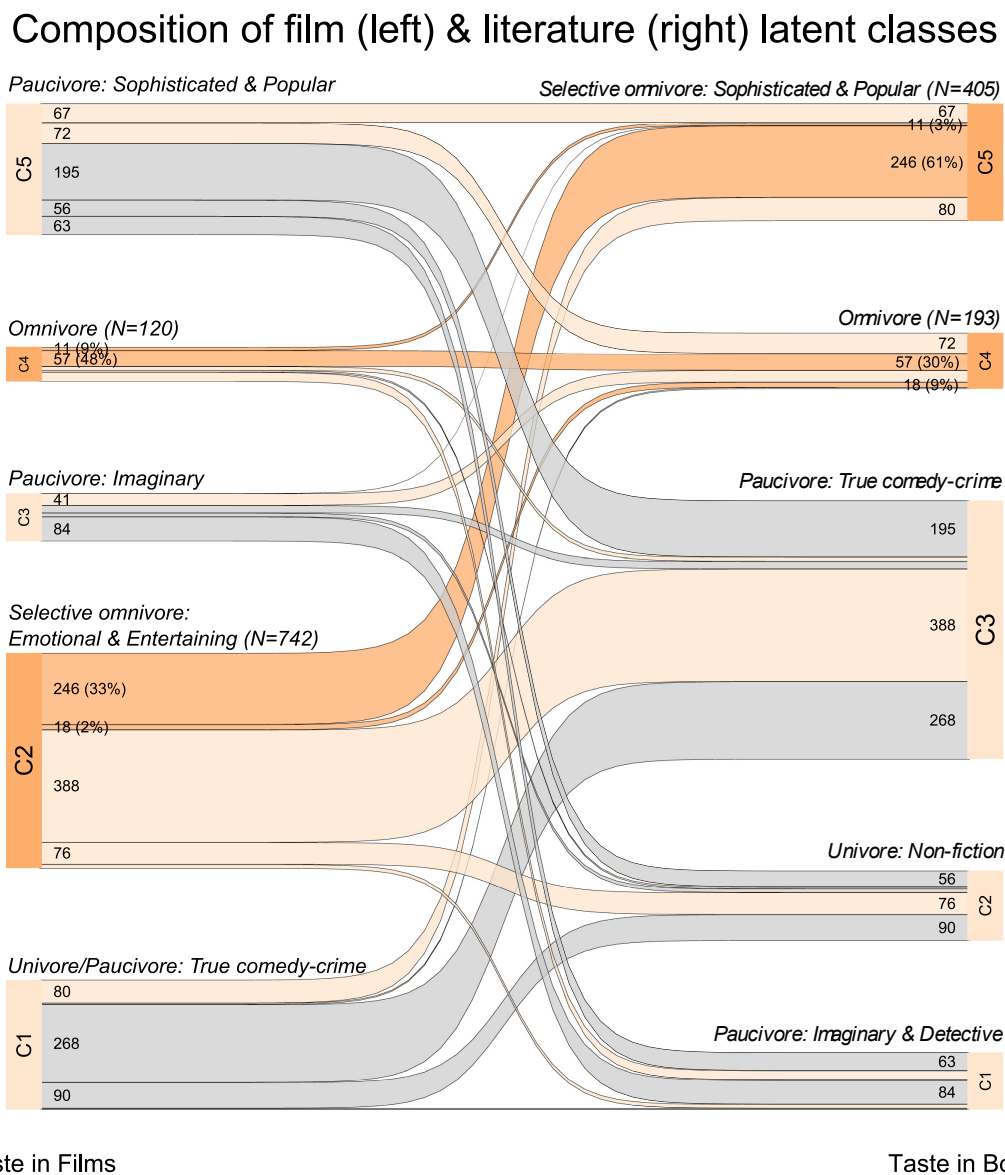 Composition of film (left) & literature (right) latent classes
Paucivore: Sophisticated & Popular
C5
67
72
195
56
63
Omnivore (N=120)
C4
11 (9%)
57 (48%)
Paucivore: Imaginary
C3
41
84
Selective omnivore:
Emotional & Entertaining (N=742)
C2
246 (33%)
18 (2%)
388
76
Univore/Paucivore: True comedy-crime
C1
80
268
90
Selective omnivore: Sophisticated & Popular (N=405)
C5
67
11 (3%)
246 (61%)
80
Omnivore (N=193)
C4
72
57 (30%)
18 (9%)
Paucivore: True comedy-crime
C3
195
388
268
Univore: Non-fiction
C2
56
76
90
Paucivore: Imaginary & Detective
C1
63
84
ste in Films
Taste in Bo